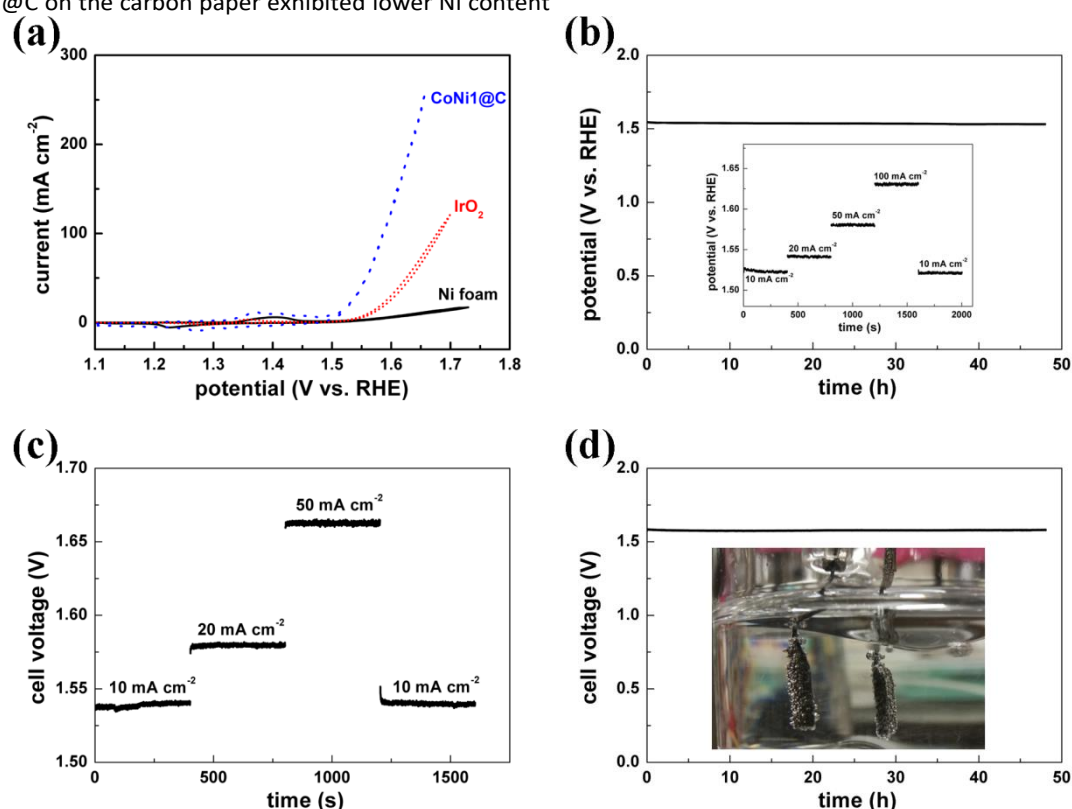 @C on the carbon paper exhibited lower Ni content
(a)
300
200
100
0
current (mA cm⁻²)
CoNi1@C
IrO₂
Ni foam
1.1 1.2 1.3 1.4 1.5 1.6 1.7 1.8
potential (V vs. RHE)
(b)
2.0
1.5
1.0
0.5
0.0
potential (V vs. RHE)
1.65
1.60
1.55
1.50
potential (V vs. RHE)
100 mA cm⁻²
50 mA cm⁻²
20 mA cm⁻²
10 mA cm⁻²
10 mA cm⁻²
0 500 1000 1500 2000
time (s)
0 10 20 30 40 50
time (h)
(c)
1.70
1.65
1.60
1.55
1.50
cell voltage (V)
50 mA cm⁻²
20 mA cm⁻²
10 mA cm⁻²
10 mA cm⁻²
0 500 1000 1500
time (s)
(d)
2.0
1.5
1.0
0.5
0.0
cell voltage (V)
0 10 20 30 40 50
time (h)